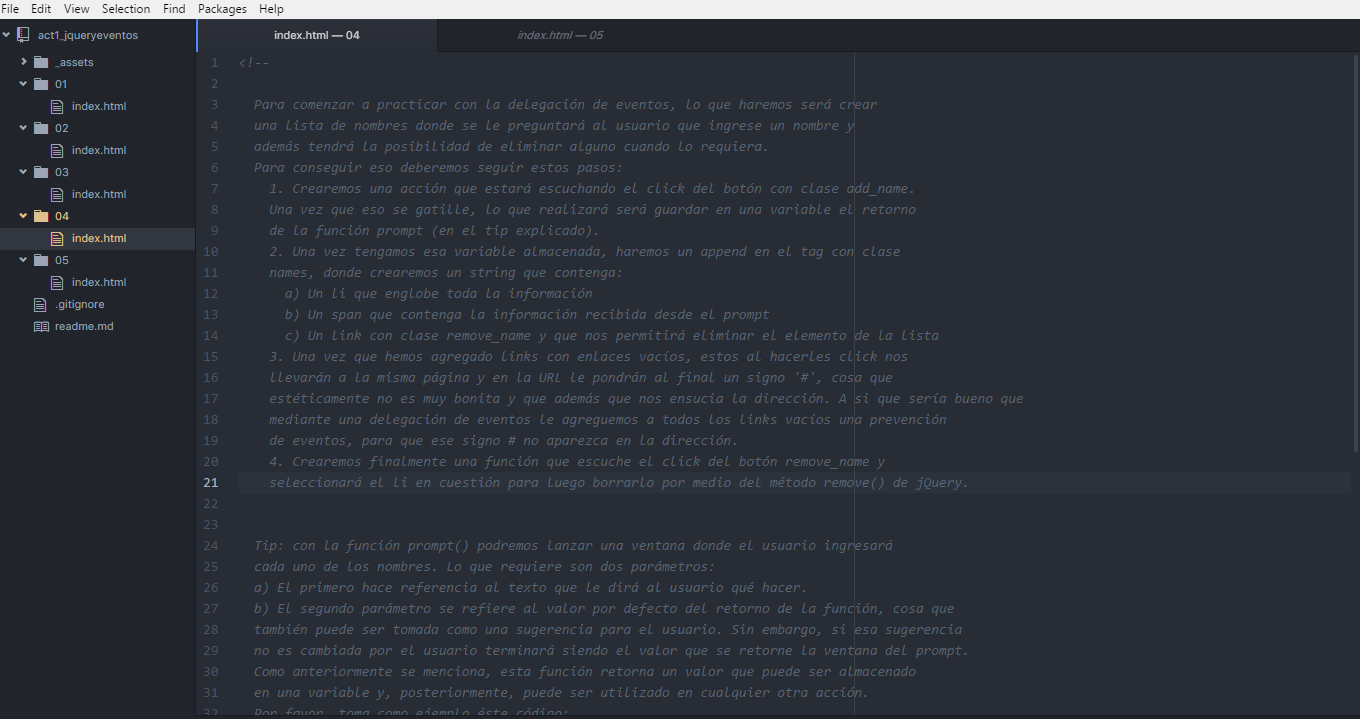 File Edit View Selection Find Packages Help
act1_jqueryeventos
_assets
01
index.html
02
index.html
03
index.html
04
index.html
05
index.html
.gitignore
readme.md
index.html — 04
index.html — 05
1 <!--
2
3 Para comenzar a practicar con la delegación de eventos, lo que haremos será crear
4 una lista de nombres donde se le preguntará al usuario que ingrese un nombre y
5 además tendrá la posibilidad de eliminar alguno cuando lo requiera.
6 Para conseguir eso deberemos seguir estos pasos:
7 1. Crearemos una acción que estará escuchando el click del botón con clase add_name.
8 Una vez que eso se gatille, lo que realizará será guardar en una variable el retorno
9 de la función prompt (en el tip explicado).
10 2. Una vez tengamos esa variable almacenada, haremos un append en el tag con clase
11 names, donde crearemos un string que contenga:
12 a) Un li que englobe toda la información
13 b) Un span que contenga la información recibida desde el prompt
14 c) Un link con clase remove_name y que nos permitirá eliminar el elemento de la lista
15 3. Una vez que hemos agregado links con enlaces vacíos, estos al hacerles click nos
16 llevarán a la misma página y en la URL le pondrán al final un signo '#', cosa que
17 estéticamente no es muy bonita y que además que nos ensucia la dirección. A si que sería bueno que
18 mediante una delegación de eventos le agreguemos a todos los links vacíos una prevención
19 de eventos, para que ese signo # no aparezca en la dirección.
20 4. Crearemos finalmente una función que escuche el click del botón remove_name y
21 seleccionará el li en cuestión para luego borrarlo por medio del método remove() de jQuery.
22
23
24 Tip: con la función prompt() podremos lanzar una ventana donde el usuario ingresará
25 cada uno de los nombres. Lo que requiere son dos parámetros:
26 a) El primero hace referencia al texto que le dirá al usuario qué hacer.
27 b) El segundo parámetro se refiere al valor por defecto del retorno de la función, cosa que
28 también puede ser tomada como una sugerencia para el usuario. Sin embargo, si esa sugerencia
29 no es cambiada por el usuario terminará siendo el valor que se retorne la ventana del prompt.
30 Como anteriormente se menciona, esta función retorna un valor que puede ser almacenado
31 en una variable y, posteriormente, puede ser utilizado en cualquier otra acción.
32 Por favor, toma como ejemplo éste código: